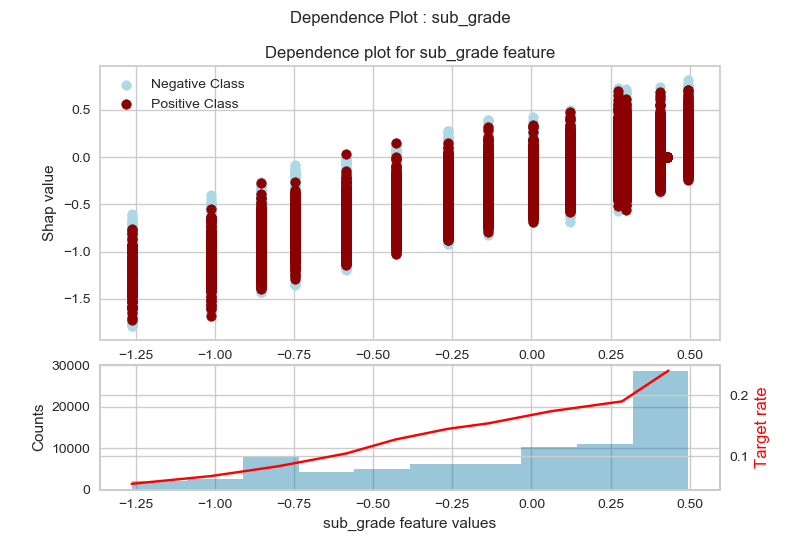 Dependence Plot : sub_grade
Dependence plot for sub_grade feature
Negative Class
Positive Class
Shap value
0.5
0.0
−0.5
−1.0
−1.5
−1.25 −1.00 −0.75 −0.50 −0.25 0.00 0.25 0.50
Counts
30000
20000
10000
0
0.2
0.1
Target rate
−1.25 −1.00 −0.75 −0.50 −0.25 0.00 0.25 0.50
sub_grade feature values